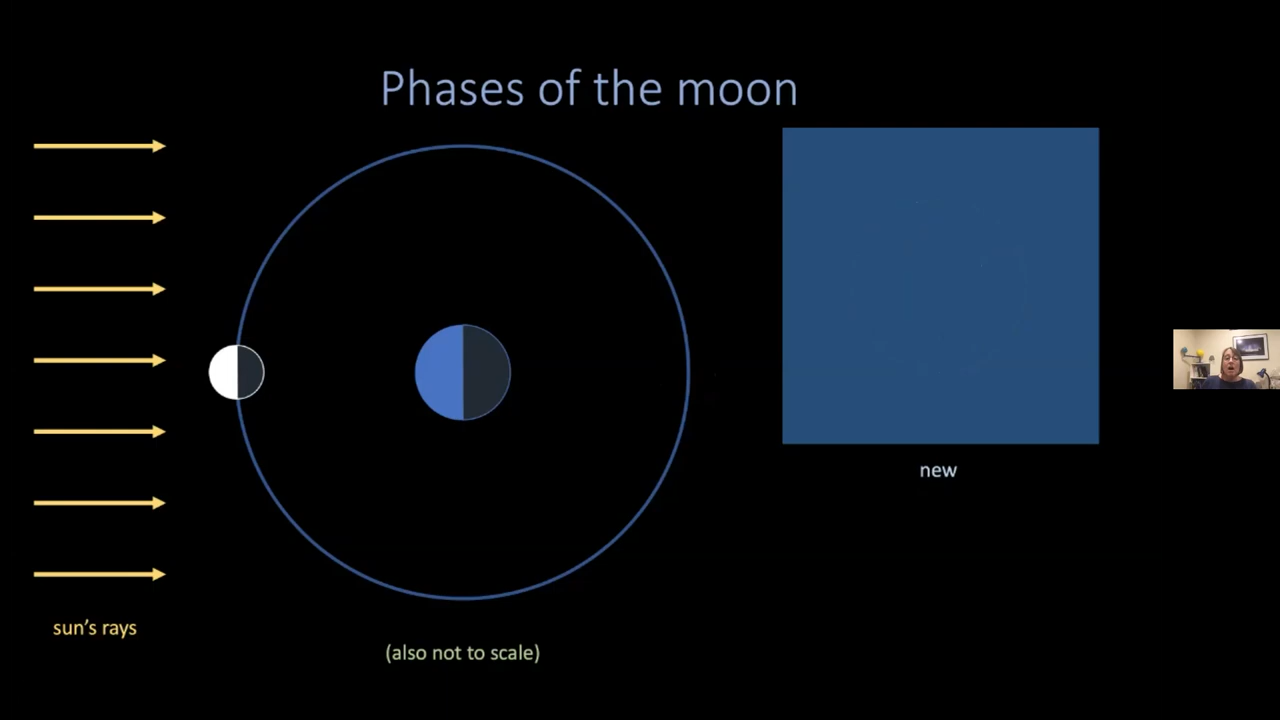 Phases of the moon
new
sun's rays
(also not to scale)